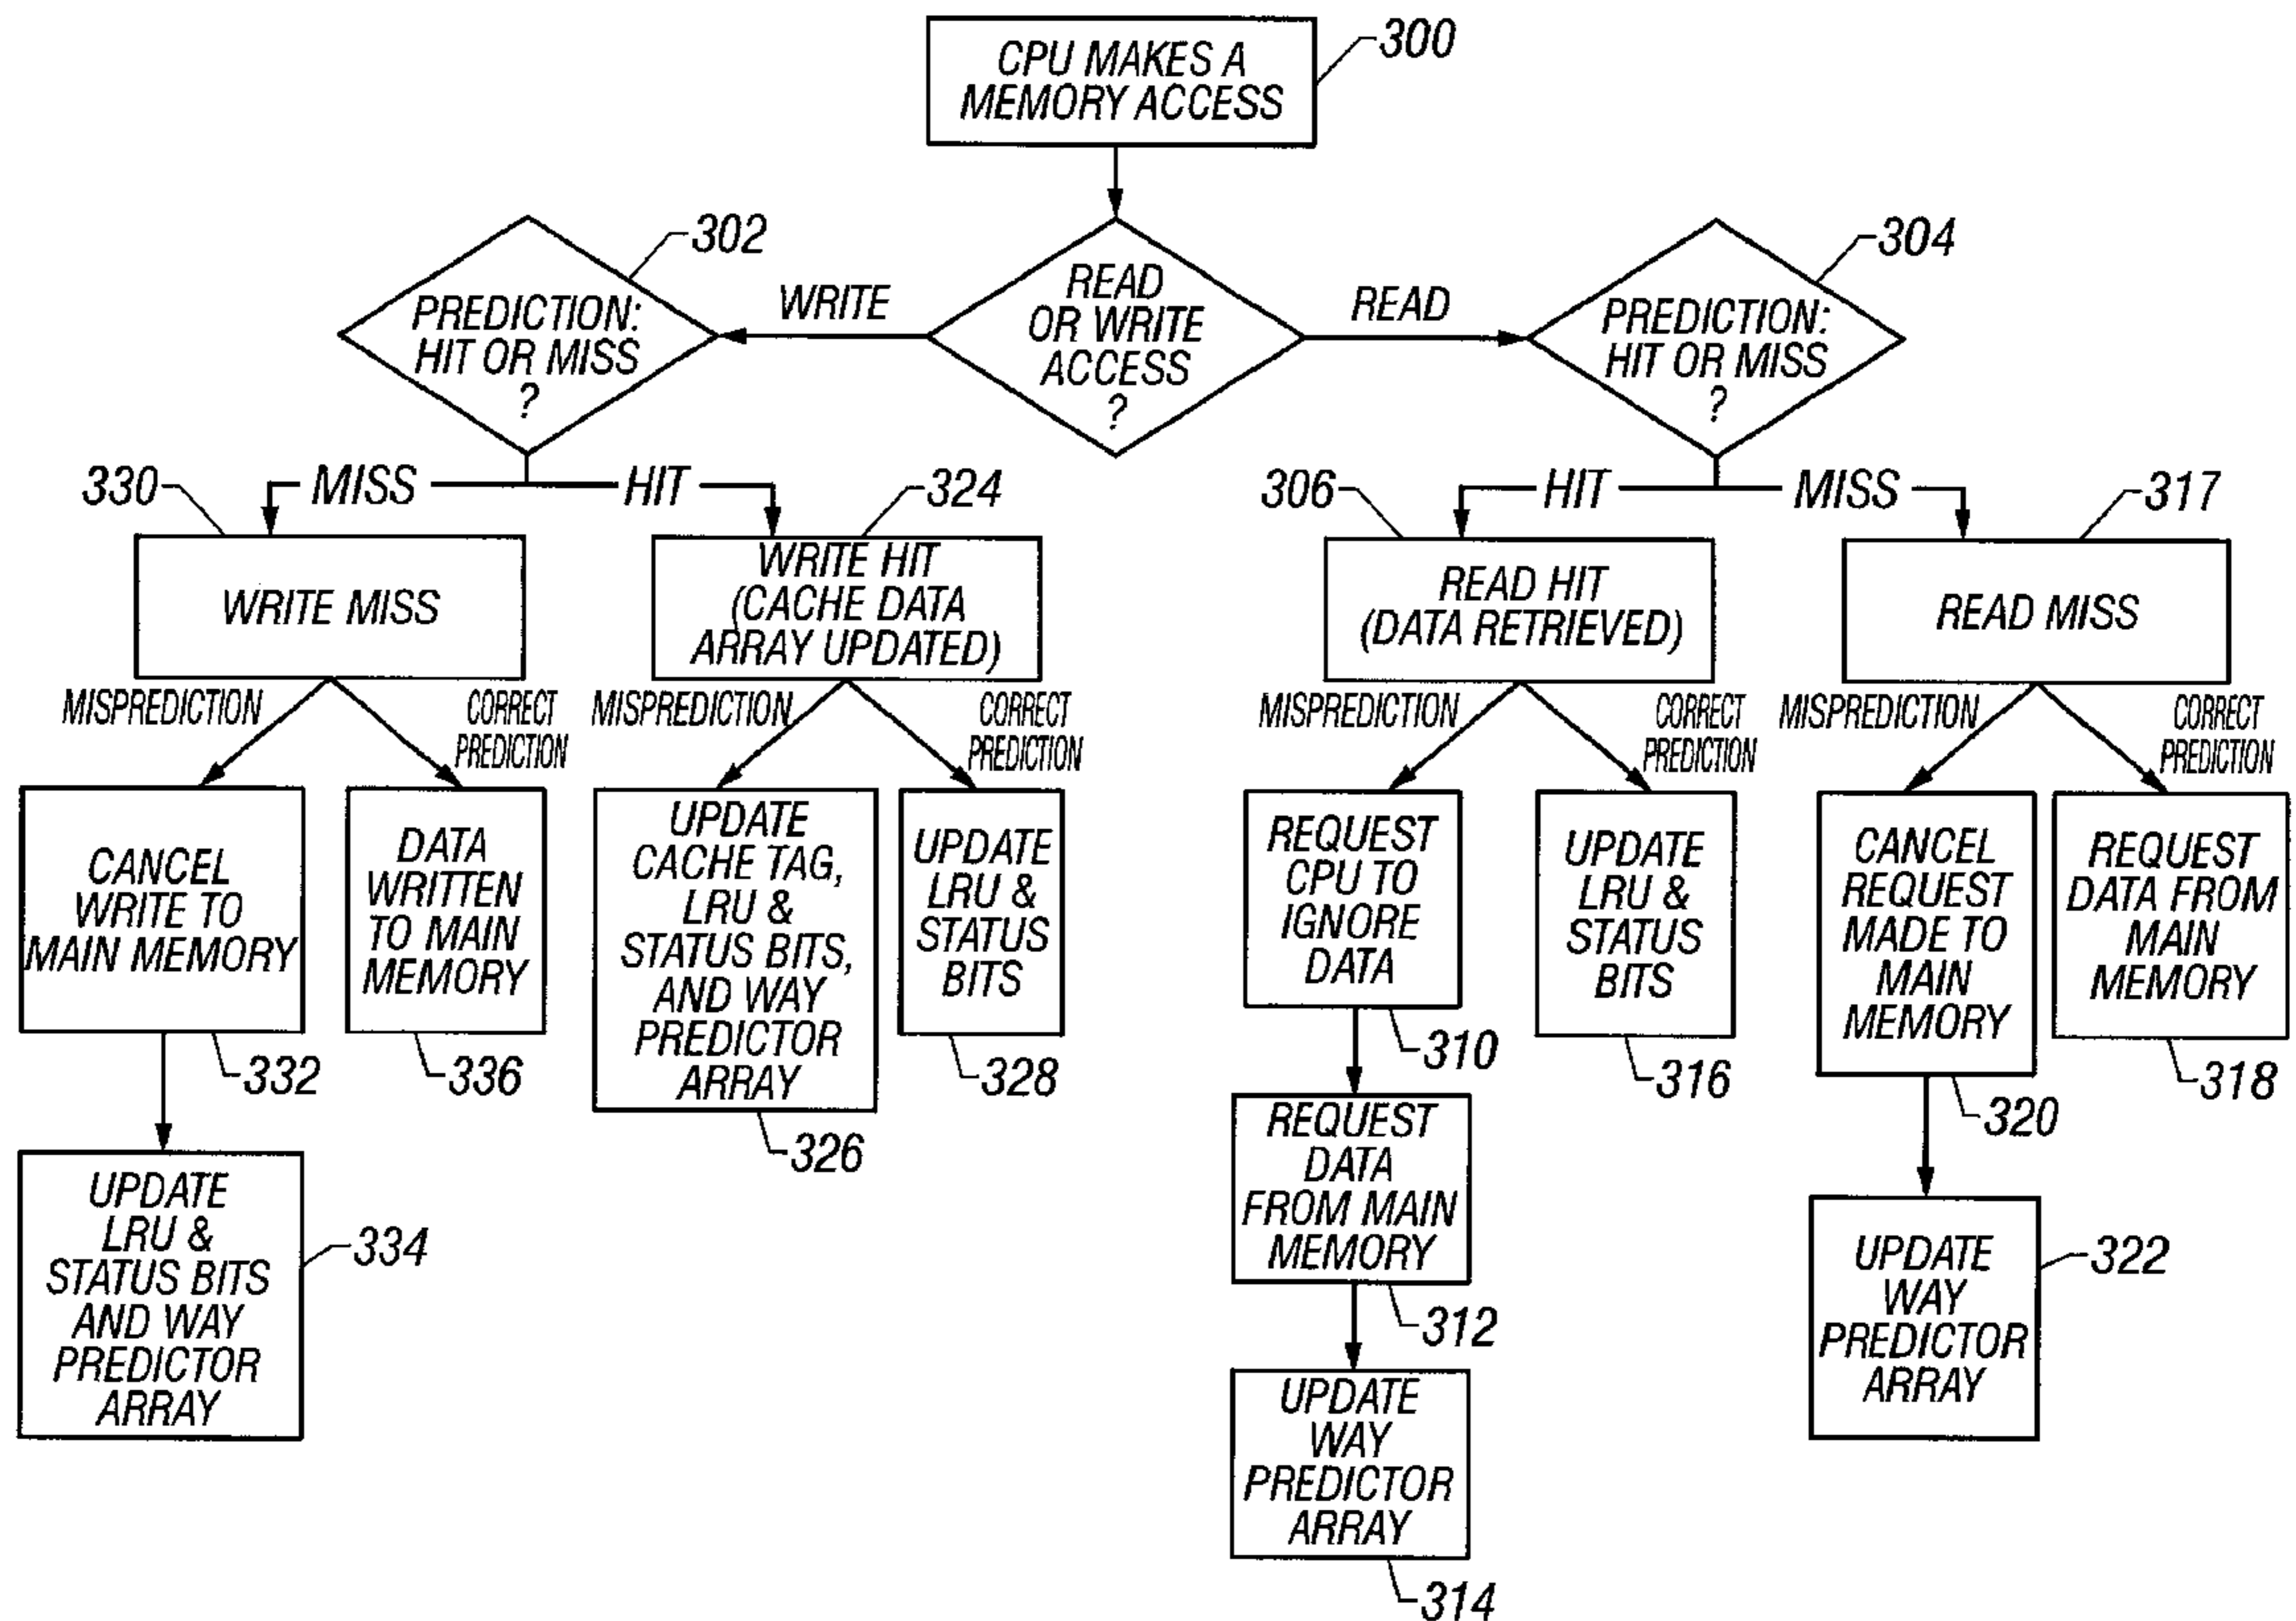 CPU MAKES A
MEMORY ACCESS
300
302
304
PREDICTION:
HIT OR MISS
?
WRITE
READ
OR WRITE
ACCESS
?
READ
PREDICTION:
HIT OR MISS
?
330
MISS
HIT
324
306
HIT
MISS
317
WRITE MISS
WRITE HIT
(CACHE DATA
ARRAY UPDATED)
READ HIT
(DATA RETRIEVED)
READ MISS
MISPREDICTION
CORRECT
PREDICTION
MISPREDICTION
CORRECT
PREDICTION
MISPREDICTION
CORRECT
PREDICTION
MISPREDICTION
CORRECT
PREDICTION
CANCEL
WRITE TO
MAIN MEMORY
332
DATA
WRITTEN
TO MAIN
MEMORY
336
UPDATE
CACHE TAG,
LRU &
STATUS BITS,
AND WAY
PREDICTOR
ARRAY
326
UPDATE
LRU &
STATUS
BITS
328
REQUEST
CPU TO
IGNORE
DATA
310
UPDATE
LRU &
STATUS
BITS
316
CANCEL
REQUEST
MADE TO
MAIN
MEMORY
320
REQUEST
DATA FROM
MAIN
MEMORY
318
UPDATE
LRU &
STATUS BITS
AND WAY
PREDICTOR
ARRAY
334
REQUEST
DATA
FROM MAIN
MEMORY
312
UPDATE
WAY
PREDICTOR
ARRAY
322
UPDATE
WAY
PREDICTOR
ARRAY
314